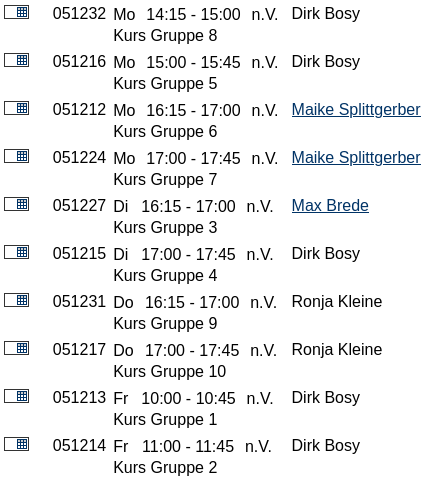 051232 Mo 14:15 - 15:00 n.V. Dirk Bosy
Kurs Gruppe 8
051216 Mo 15:00 - 15:45 n.V. Dirk Bosy
Kurs Gruppe 5
051212 Mo 16:15 - 17:00 n.V. Maike Splittgerber
Kurs Gruppe 6
051224 Mo 17:00 - 17:45 n.V. Maike Splittgerber
Kurs Gruppe 7
051227 Di 16:15 - 17:00 n.V. Max Brede
Kurs Gruppe 3
051215 Di 17:00 - 17:45 n.V. Dirk Bosy
Kurs Gruppe 4
051231 Do 16:15 - 17:00 n.V. Ronja Kleine
Kurs Gruppe 9
051217 Do 17:00 - 17:45 n.V. Ronja Kleine
Kurs Gruppe 10
051213 Fr 10:00 - 10:45 n.V. Dirk Bosy
Kurs Gruppe 1
051214 Fr 11:00 - 11:45 n.V. Dirk Bosy
Kurs Gruppe 2